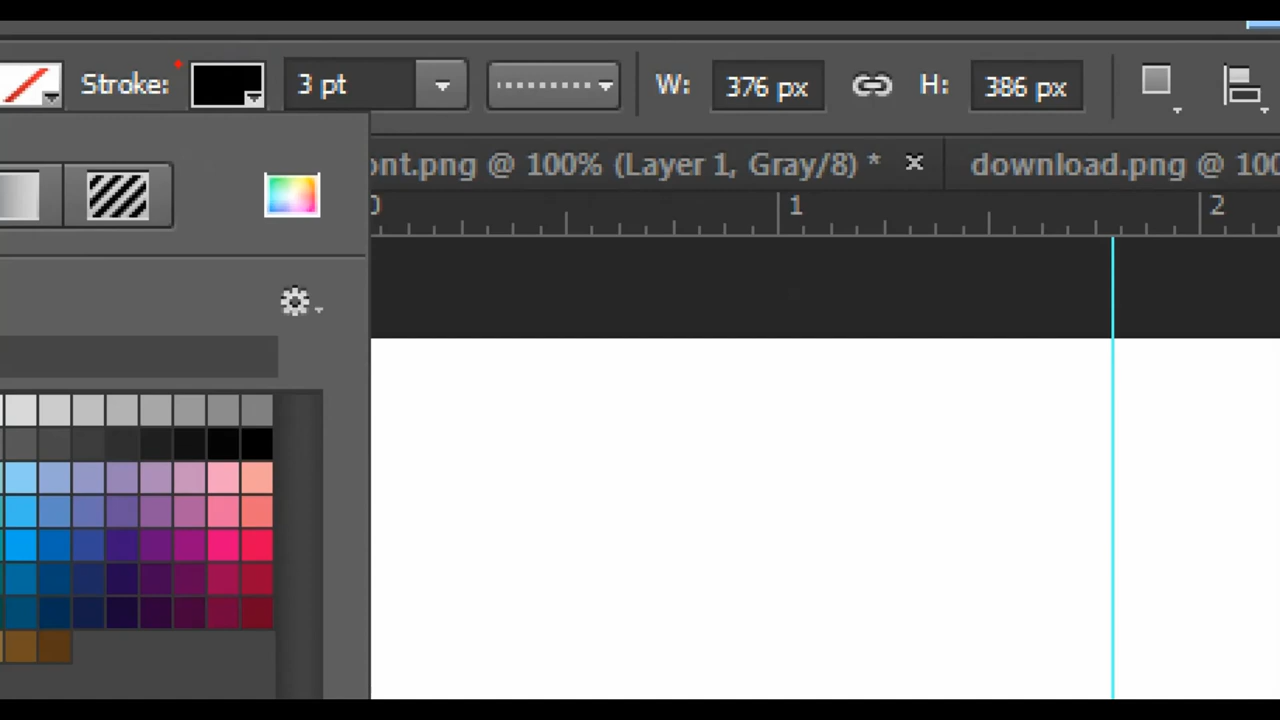 Stroke: 3 pt W: 376 px H: 386 px
ont.png @ 100% (Layer 1, Gray/8) * × download.png @ 100
0 1 2